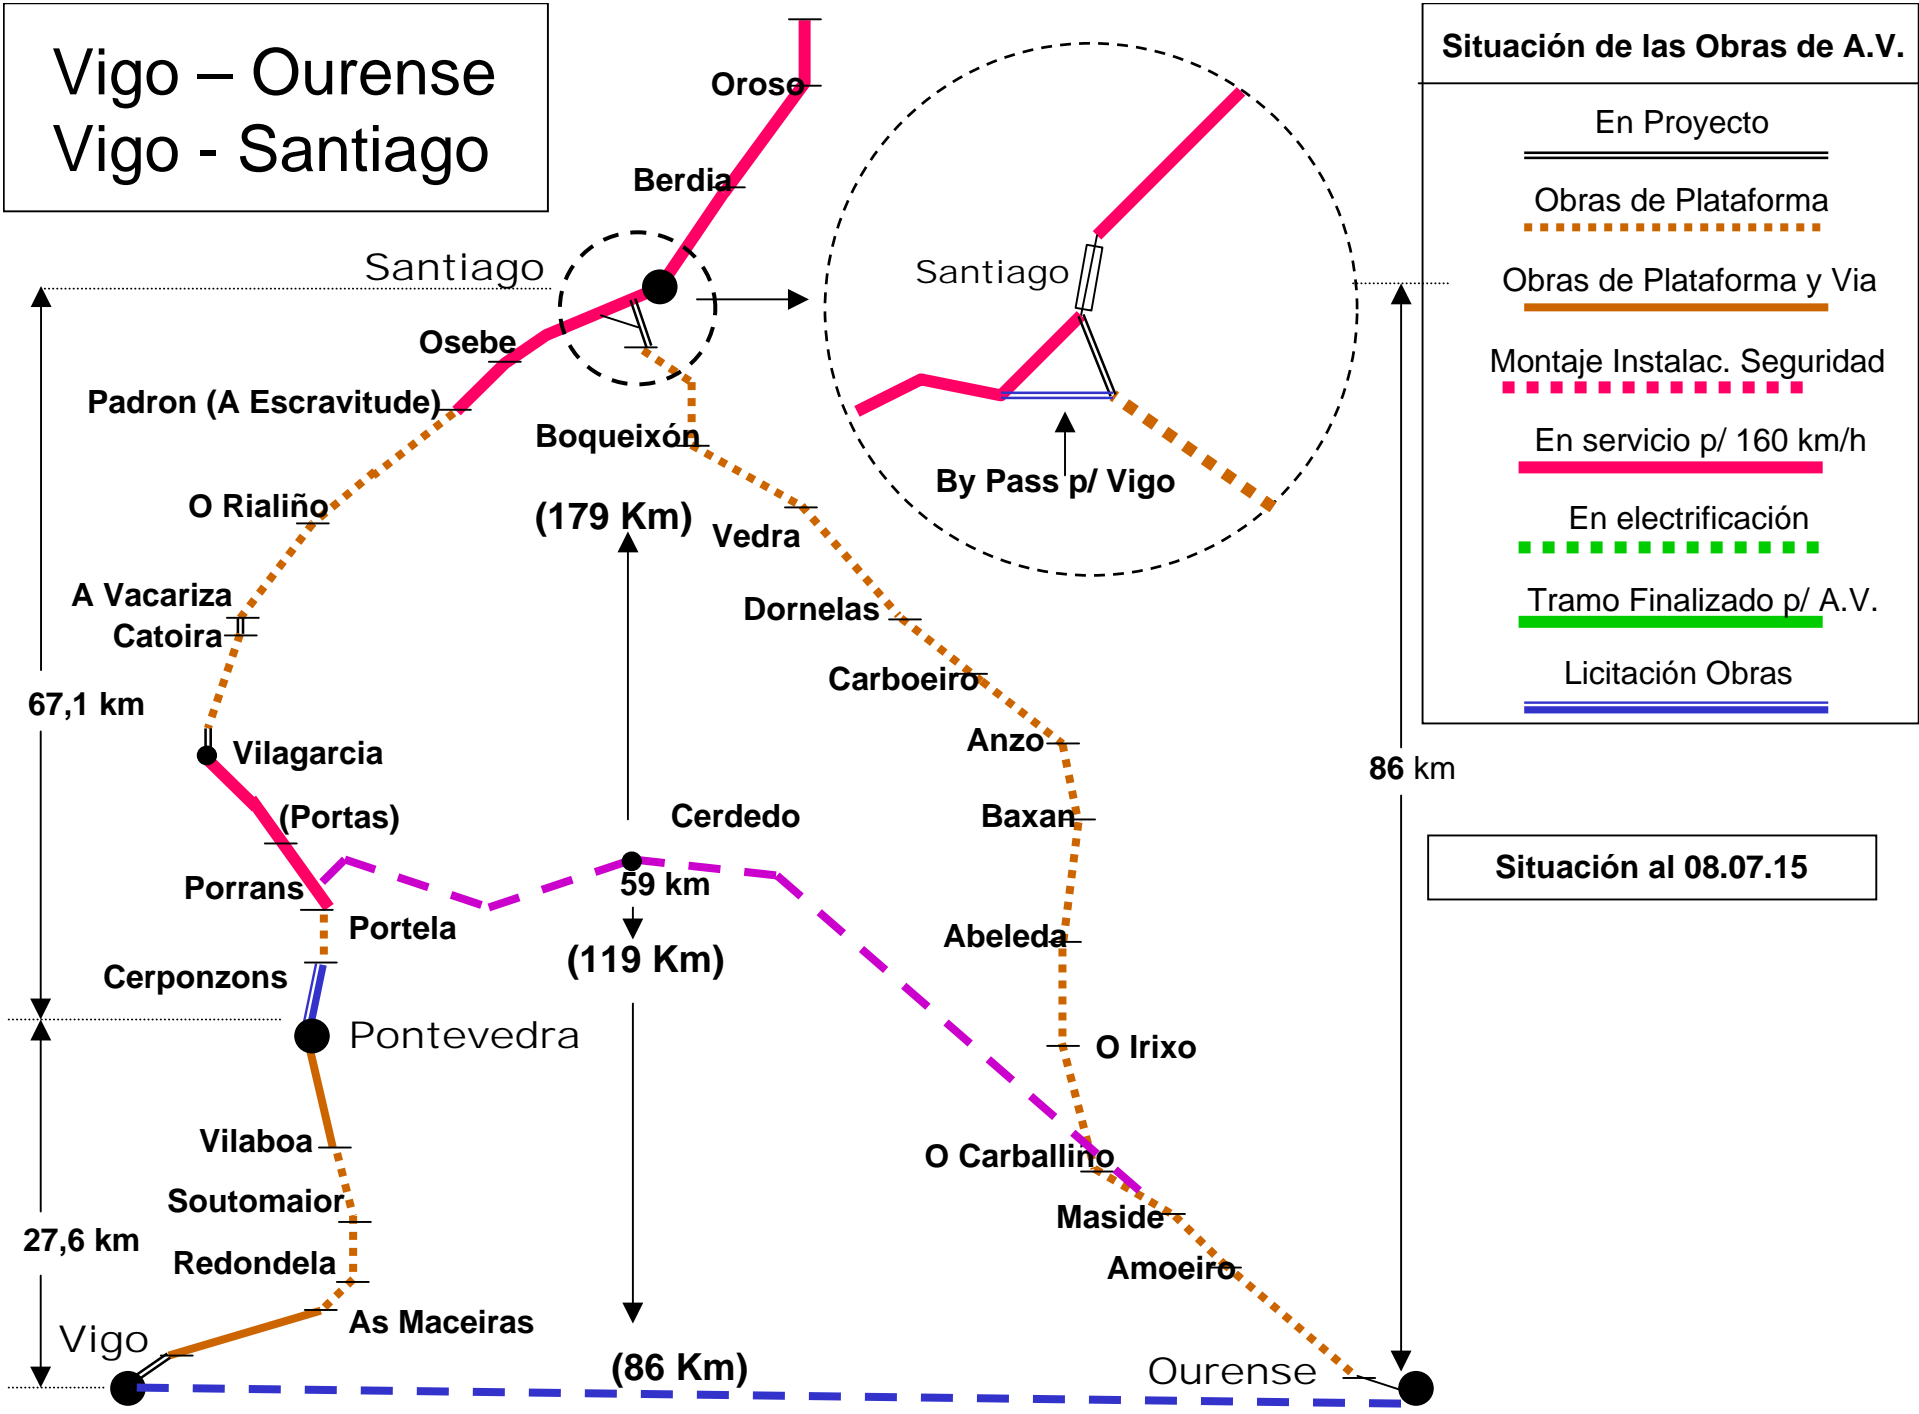 Vigo – Ourense
Vigo - Santiago
Situación de las Obras de A.V.
En Proyecto
Obras de Plataforma
Obras de Plataforma y Via
Montaje Instalac. Seguridad
En servicio p/ 160 km/h
En electrificación
Tramo Finalizado p/ A.V.
Licitación Obras
Situación al 08.07.15
Oroso
Berdia
Santiago
Osebe
Padron (A Escravitude)
Boqueixón
O Rialiño
(179 Km)
Vedra
A Vacariza
Catoira
Dornelas
Carboeiro
67,1 km
Vilagarcia
Anzo
(Portas)
Cerdedo
Baxan
Porrans
59 km
Portela
Abeleda
(119 Km)
Cerponzons
Pontevedra
O Irixo
Vilaboa
O Carballino
Soutomaior
Maside
27,6 km
Redondela
Amoeiro
As Maceiras
Vigo
(86 Km)
Ourense
Santiago
By Pass p/ Vigo
86 km